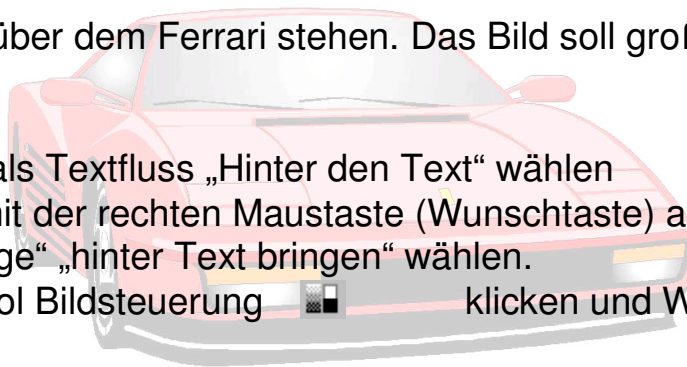 über dem Ferrari stehen. Das Bild soll groß
als Textfluss „Hinter den Text“ wählen
mit der rechten Maustaste (Wunschtaste) a
ge“ „hinter Text bringen“ wählen.
ol Bildsteuerung klicken und W